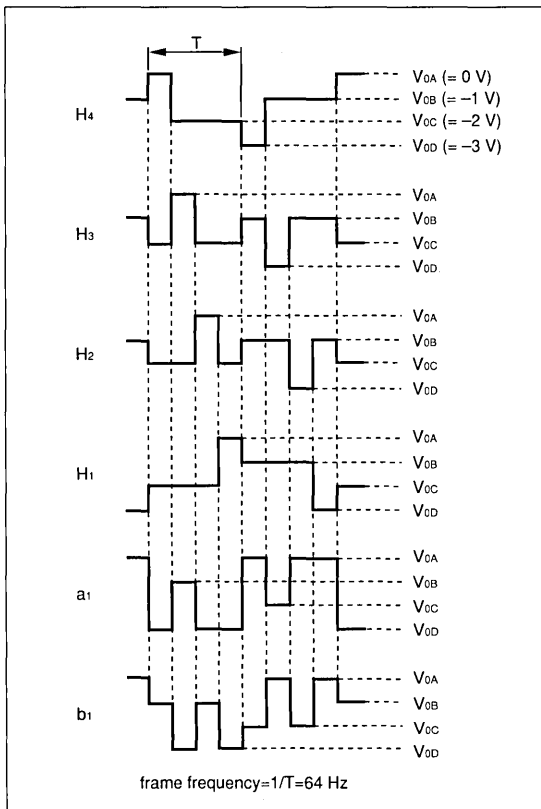 T
V0A (= 0 V)
V0B (= –1 V)
H4
V0C (= –2 V)
V0D (= –3 V)
V0A
V0B
H3
V0C
V0D
V0A
V0B
H2
V0C
V0D
V0A
V0B
H1
V0C
V0D
V0A
V0B
a1
V0C
V0D
V0A
V0B
b1
V0C
V0D
frame frequency=1/T=64 Hz